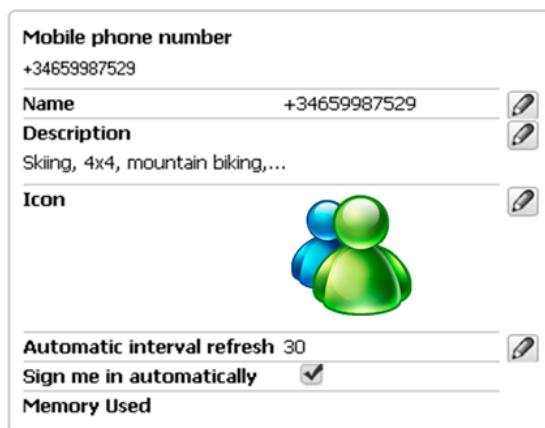 Mobile phone number
+34659987529
Name +34659987529
Description
Skiing, 4x4, mountain biking,...
Icon
Automatic interval refresh 30
Sign me in automatically
Memory Used